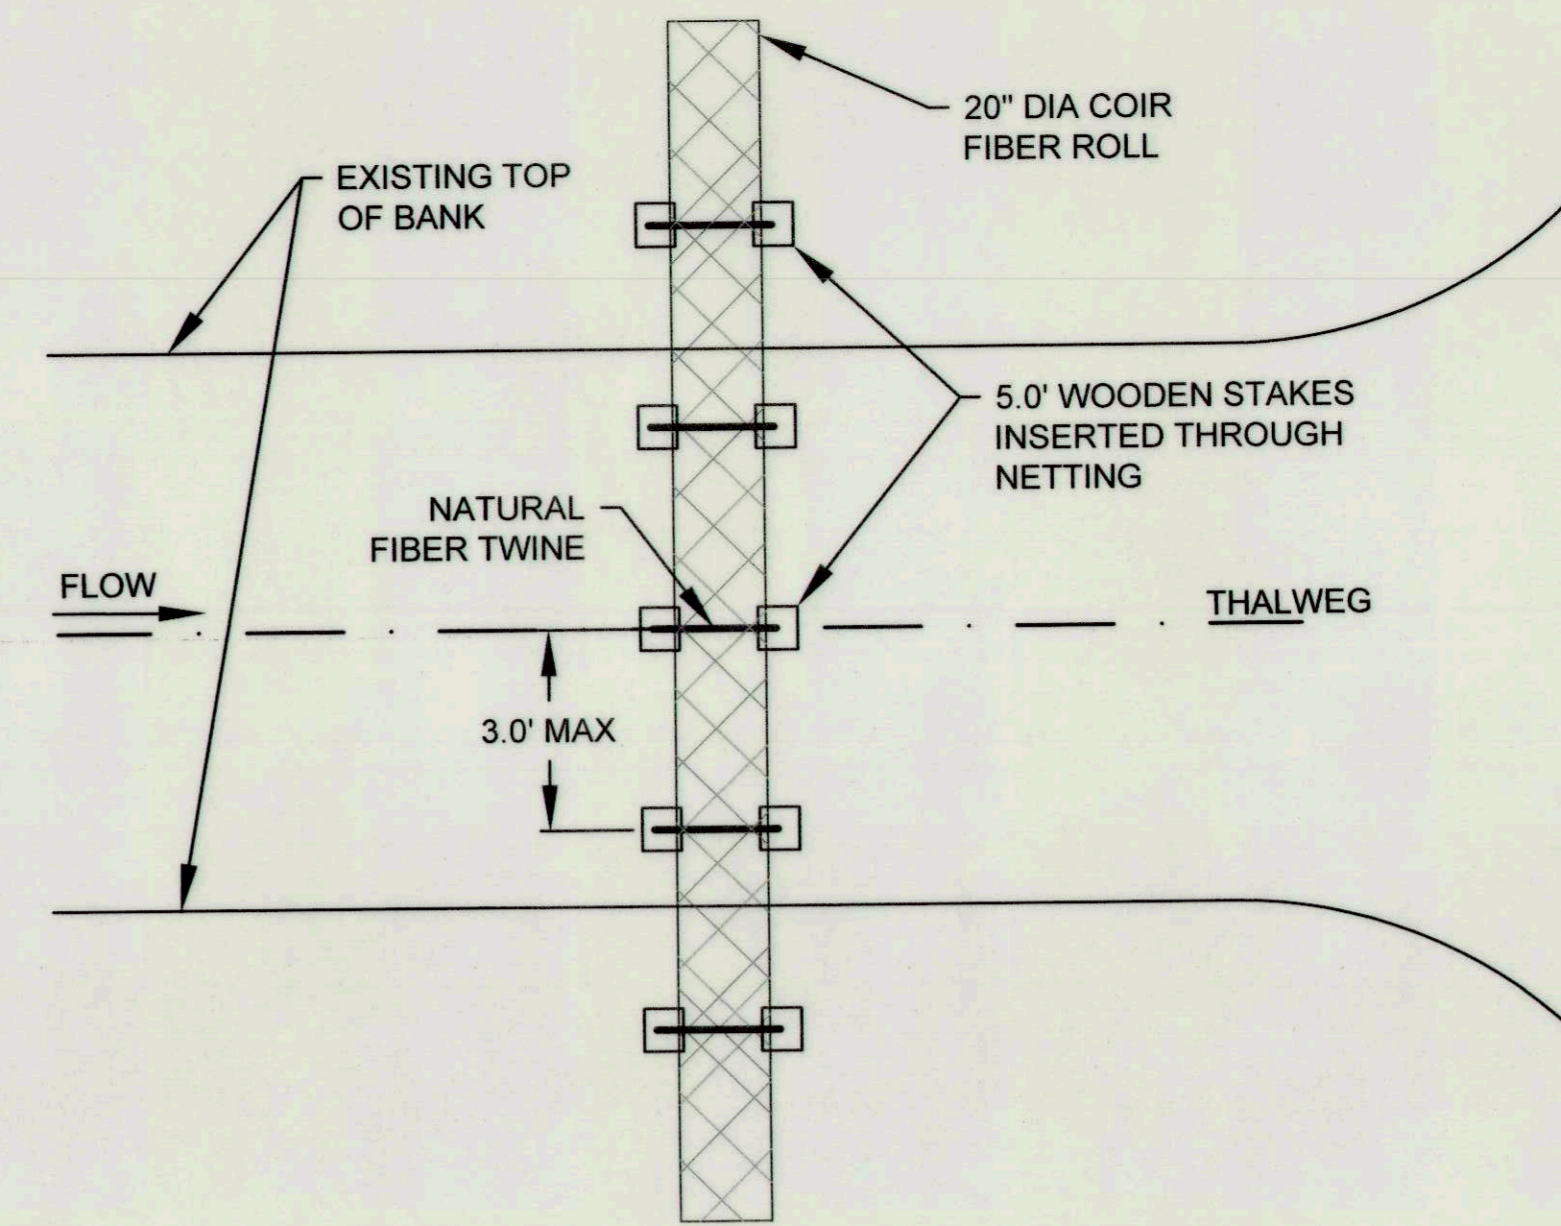 20" DIA COIR
FIBER ROLL
EXISTING TOP
OF BANK
5.0' WOODEN STAKES
INSERTED THROUGH
NETTING
NATURAL
FIBER TWINE
FLOW
THALWEG
3.0' MAX